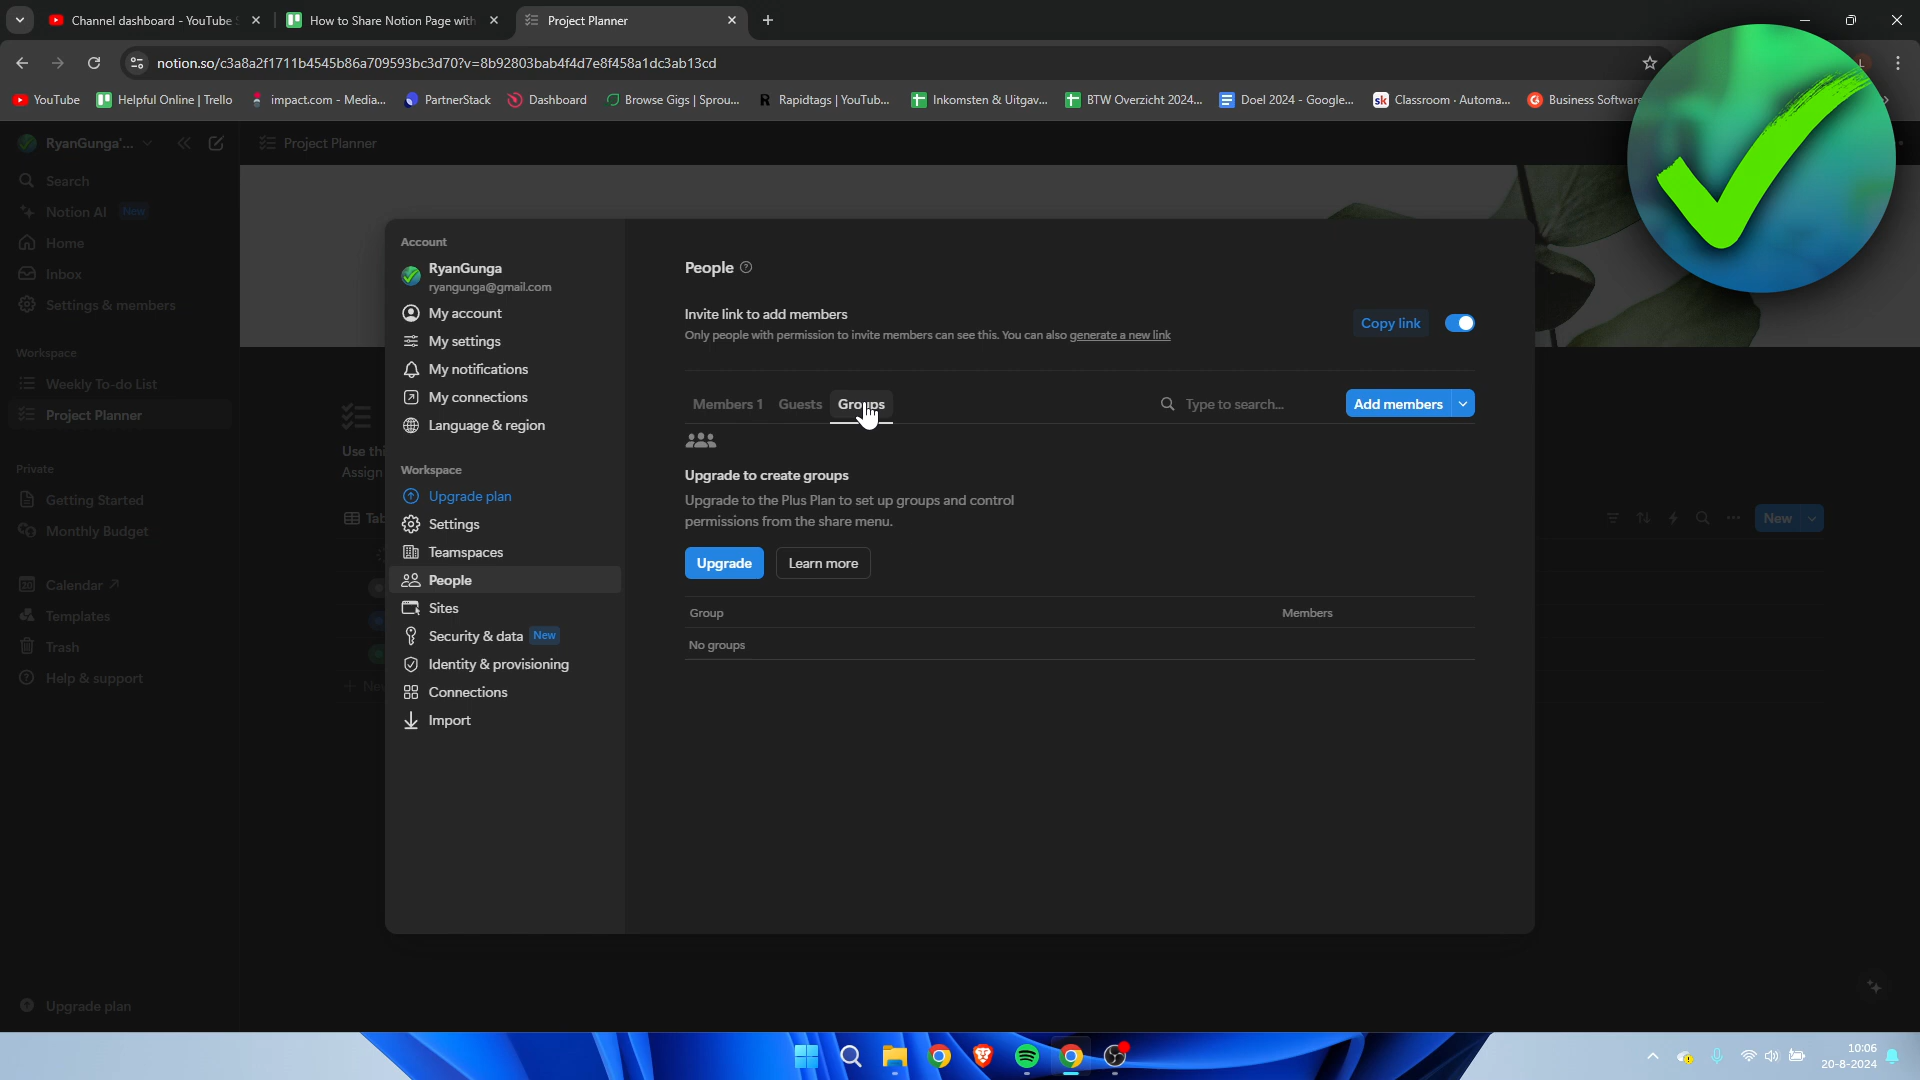 Channel dashboard - YouTube
How to Share Notion Page with
Project Planner
notion.so/c3a8a2f1711b4545b86a709593bc3d70?v=8b92803bab4f4d7e8f458a1dc3ab13cd
YouTube
Helpful Online | Trello
impact.com - Media...
PartnerStack
Dashboard
Browse Gigs | Sprou...
Rapidtags | YouTub...
Inkomsten & Uitgav...
BTW Overzicht 2024...
Doel 2024 - Google...
Classroom - Automa...
Business Software
RyanGunga'...
Project Planner
Search
Notion AI New
Home
Inbox
Settings & members
Workspace
Weekly To-do List
Project Planner
Private
Getting Started
Monthly Budget
Calendar
Templates
Trash
Help & support
Upgrade plan
Use thi
Assign
Tab
New
Account
RyanGunga
ryangunga@gmail.com
My account
My settings
My notifications
My connections
Language & region
Workspace
Upgrade plan
Settings
Teamspaces
People
Sites
Security & data New
Identity & provisioning
Connections
Import
People
Invite link to add members
Only people with permission to invite members can see this. You can also generate a new link
Copy link
Members 1 Guests Groups
Type to search...
Add members
Upgrade to create groups
Upgrade to the Plus Plan to set up groups and control
permissions from the share menu.
Upgrade
Learn more
Group Members
No groups
10:06
20-8-2024